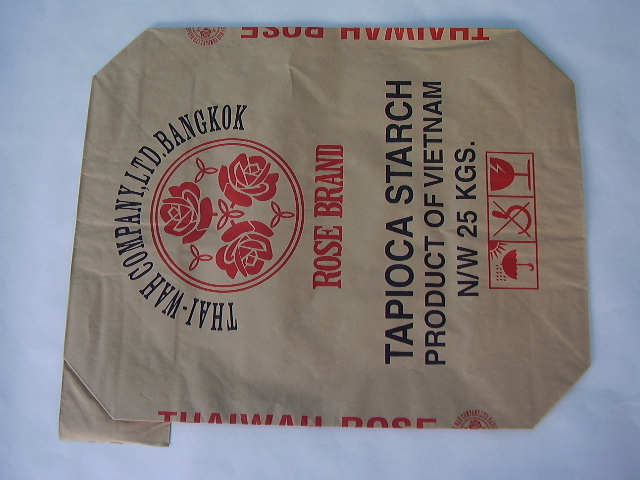 THAI-WAH COMPANY,LTD.BANGKOK
ROSE BRAND
TAPIOCA STARCH
PRODUCT OF VIETNAM
N/W 25 KGS.
THAIWAH ROSE
THAIWAH ROSE